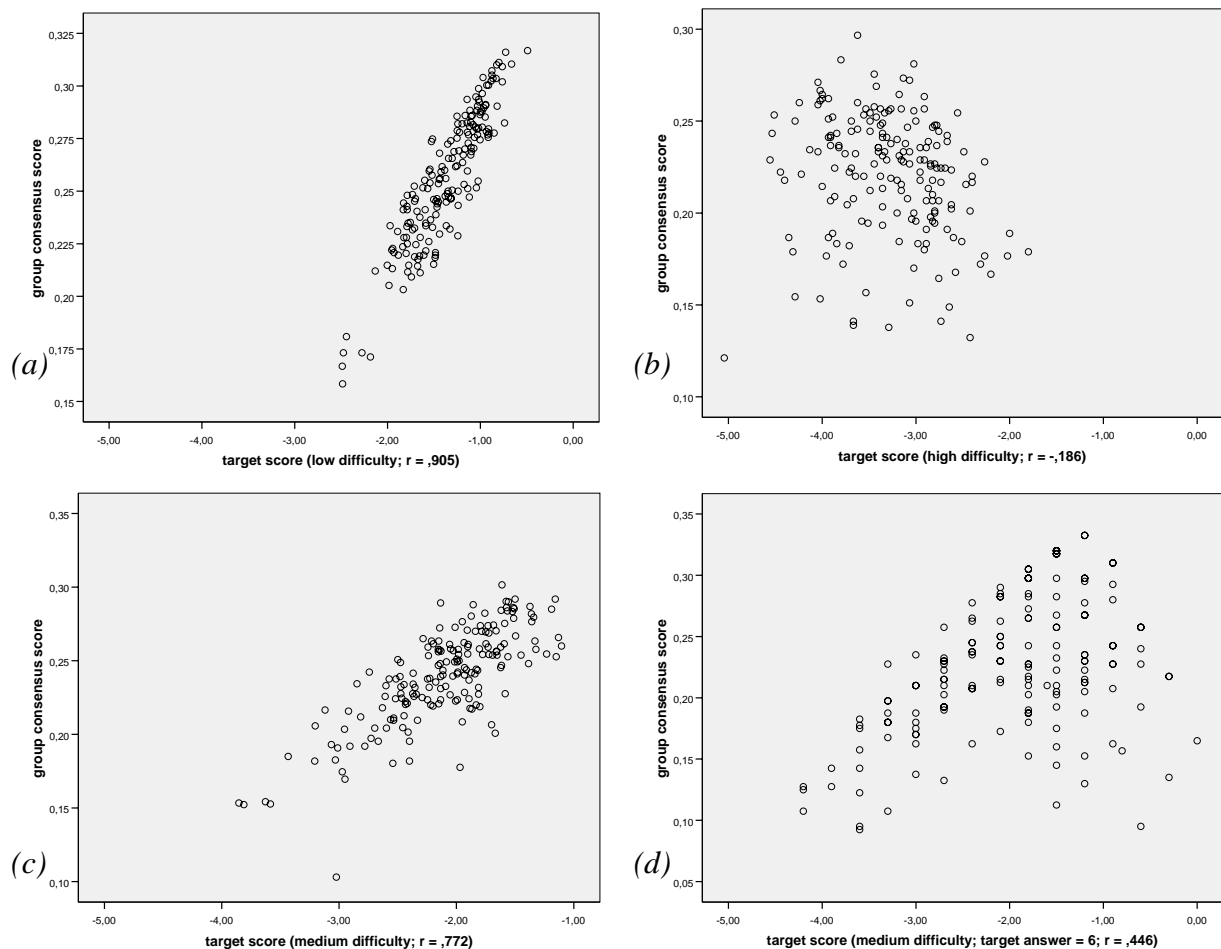 0,325
0,30
0,275
0,25
0,225
0,20
0,175
0,15
group consensus score
(a)
-5,00 -4,00 -3,00 -2,00 -1,00 0,00
target score (low difficulty; r = ,905)
0,30
0,25
0,20
0,15
0,10
group consensus score
(b)
-5,00 -4,00 -3,00 -2,00 -1,00 0,00
target score (high difficulty; r = -,186)
0,35
0,30
0,25
0,20
0,15
0,10
group consensus score
(c)
-5,00 -4,00 -3,00 -2,00 -1,00
target score (medium difficulty; r = ,772)
0,35
0,30
0,25
0,20
0,15
0,10
0,05
group consensus score
(d)
-5,00 -4,00 -3,00 -2,00 -1,00 0,00
target score (medium difficulty; target answer = 6; r = ,446)